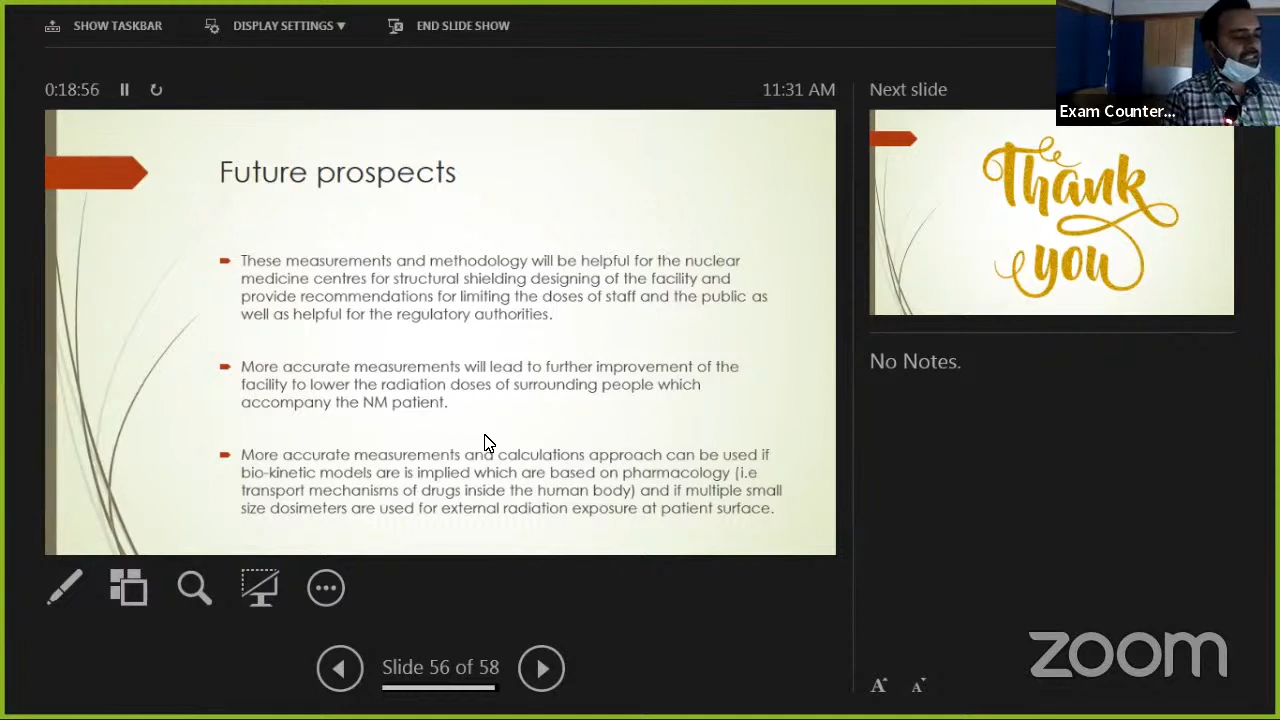 SHOW TASKBAR
DISPLAY SETTINGS
END SLIDE SHOW
0:18:56
11:31 AM
Next slide
Exam Counter...
Future prospects
These measurements and methodology will be helpful for the nuclear
medicine centres for structural shielding designing of the facility and
provide recommendations for limiting the doses of staff and the public as
well as helpful for the regulatory authorities.
More accurate measurements will lead to further improvement of the
facility to lower the radiation doses of surrounding people which
accompany the NM patient.
More accurate measurements and calculations approach can be used if
bio-kinetic models are is implied which are based on pharmacology (i.e
transport mechanisms of drugs inside the human body) and if multiple small
size dosimeters are used for external radiation exposure at patient surface.
Thank
you
No Notes.
Slide 56 of 58
A A
zoom